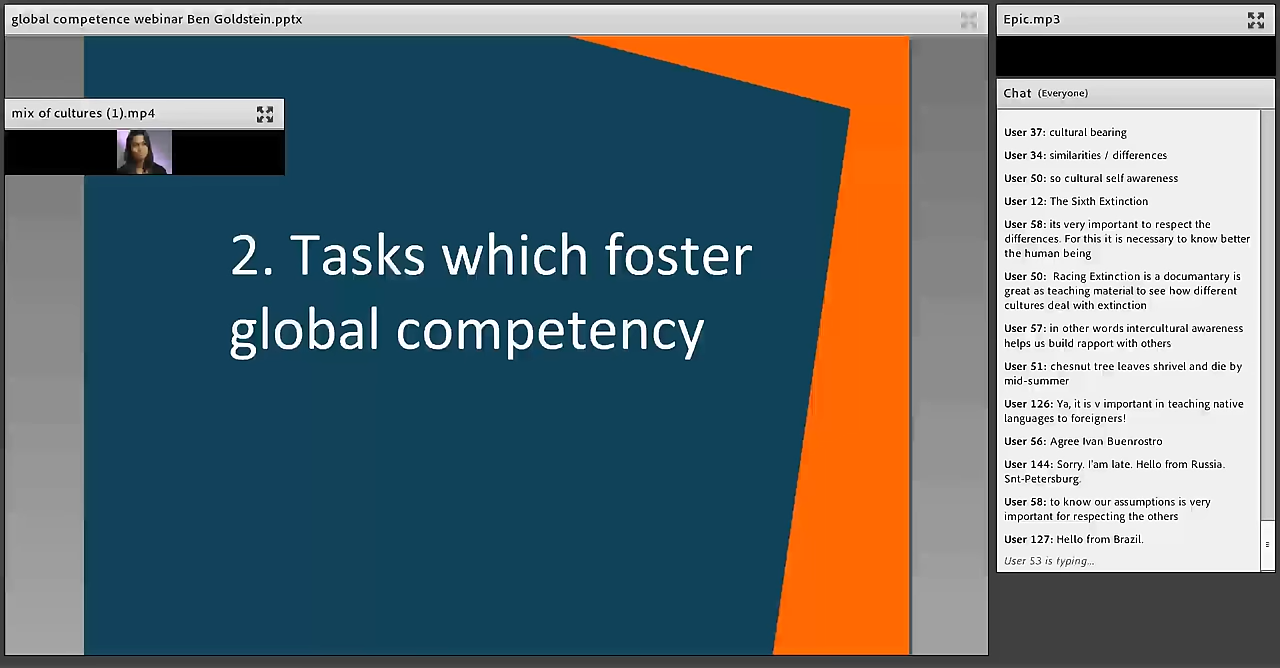 global competence webinar Ben Goldstein.pptx
mix of cultures (1).mp4
2. Tasks which foster
global competency
Epic.mp3
Chat (Everyone)
User 37: cultural bearing
User 34: similarities / differences
User 50: so cultural self awareness
User 12: The Sixth Extinction
User 58: its very important to respect the
differences. For this it is necessary to know better
the human being
User 50: Racing Extinction is a documantary is
great as teaching material to see how different
cultures deal with extinction
User 57: in other words intercultural awareness
helps us build rapport with others
User 51: chesnut tree leaves shrivel and die by
mid-summer
User 126: Ya, it is v important in teaching native
languages to foreigners!
User 56: Agree Ivan Buenrostro
User 144: Sorry. I'am late. Hello from Russia.
Snt-Petersburg.
User 58: to know our assumptions is very
important for respecting the others
User 127: Hello from Brazil.
User 53 is typing...